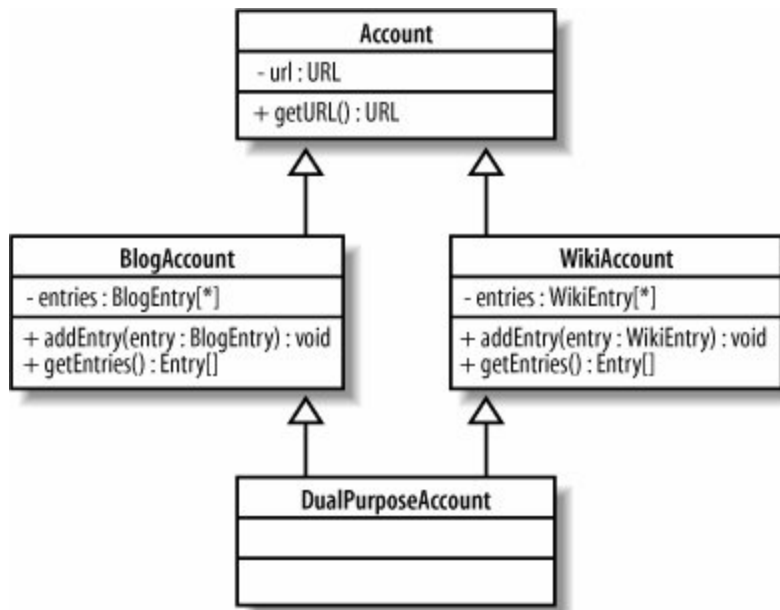 Account
- url : URL
+ getURL() : URL
BlogAccount
- entries : BlogEntry[*]
+ addEntry(entry : BlogEntry) : void
+ getEntries() : Entry[]
WikiAccount
- entries : WikiEntry[*]
+ addEntry(entry : WikiEntry) : void
+ getEntries() : Entry[]
DualPurposeAccount